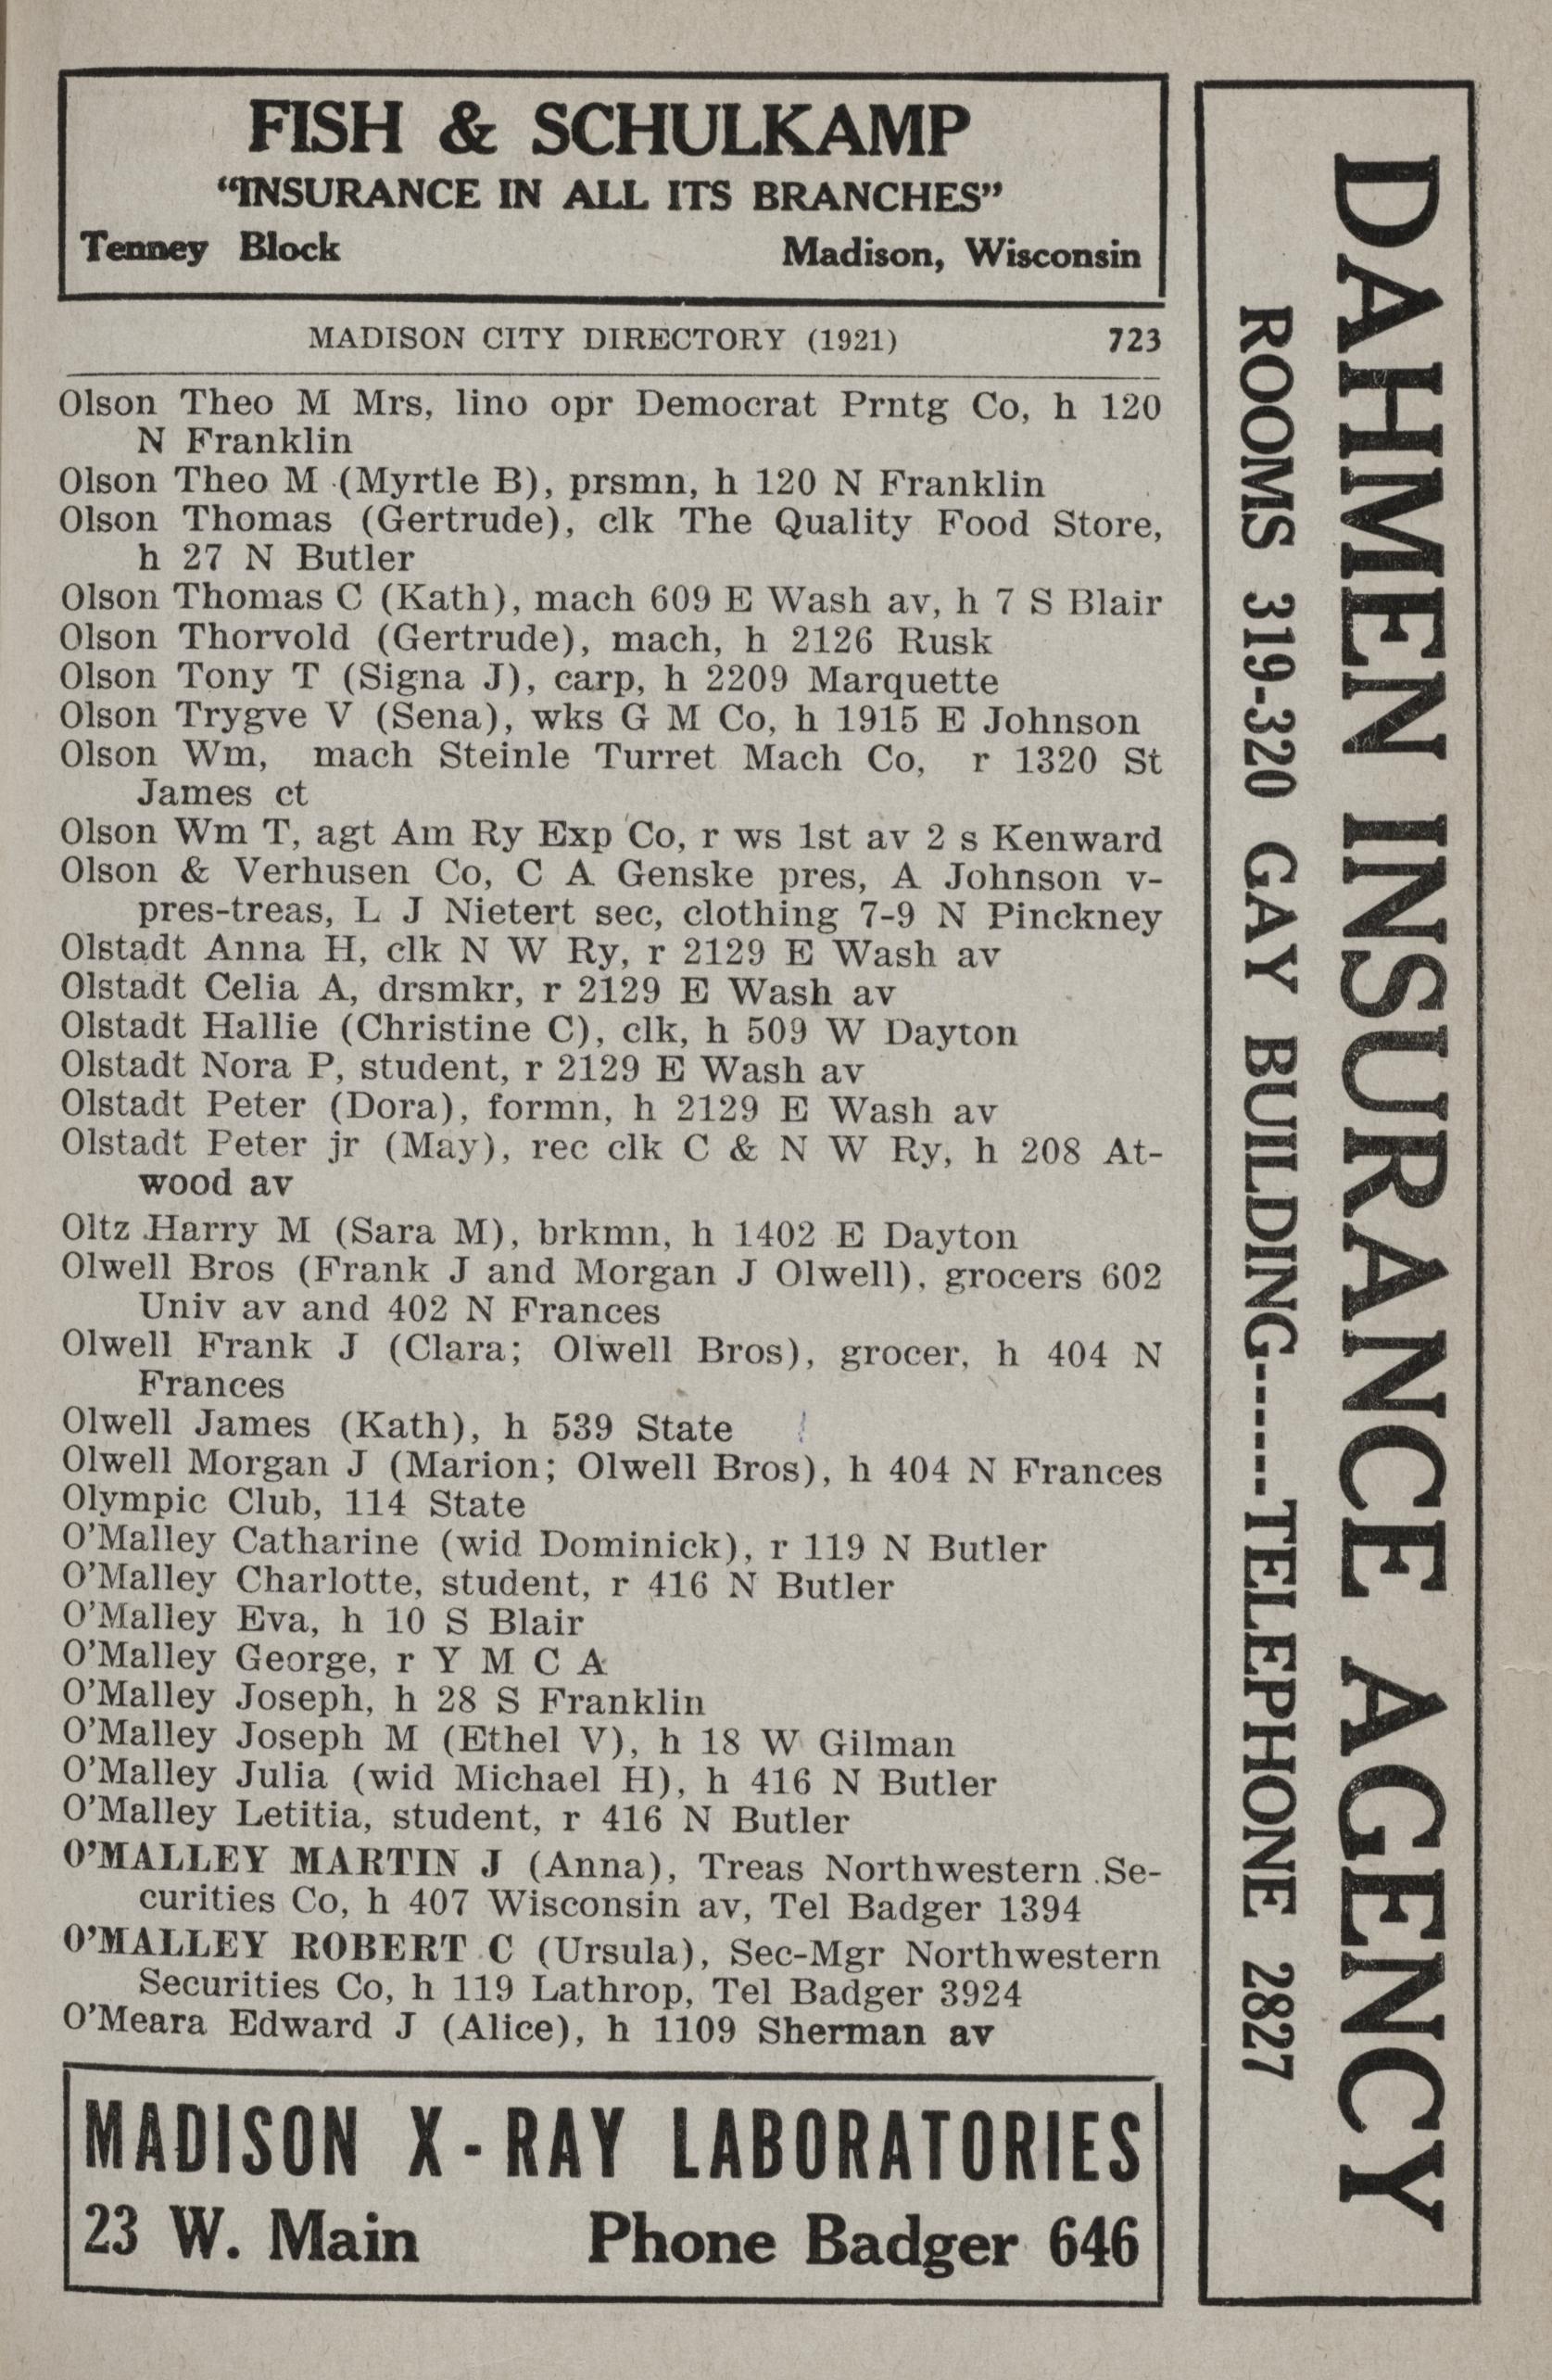 FISH & SCHULKAMP
“INSURANCE IN ALL ITS BRANCHES”
Tenney Block Madison, Wisconsin
MADISON CITY DIRECTORY (1921) 723
Olson Theo M Mrs, lino opr Democrat Prntg Co, h 120
N Franklin
Olson Theo M (Myrtle B), prsmn, h 120 N Franklin
Olson Thomas (Gertrude), clk The Quality Food Store,
h 27 N Butler
Olson Thomas C (Kath), mach 609 E Wash av, h 7 S Blair
Olson Thorvold (Gertrude), mach, h 2126 Rusk
Olson Tony T (Signa J), carp, h 2209 Marquette
Olson Trygve V (Sena), wks G M Co, h 1915 E Johnson
Olson Wm, mach Steinle Turret Mach Co, r 1320 St
James ct
Olson Wm T, agt Am Ry Exp Co, r ws 1st av 2 s Kenward
Olson & Verhusen Co, C A Genske pres, A Johnson v-
pres-treas, L J Nietert sec, clothing 7-9 N Pinckney
Olstadt Anna H, clk N W Ry, r 2129 E Wash av
Olstadt Celia A, drsmkr, r 2129 E Wash av
Olstadt Hallie (Christine C), clk, h 509 W Dayton
Olstadt Nora P, student, r 2129 E Wash av
Olstadt Peter (Dora), formn, h 2129 E Wash av
Olstadt Peter jr (May), rec clk C & N W Ry, h 208 At-
wood av
Oltz Harry M (Sara M), brkmn, h 1402 E Dayton
Olwell Bros (Frank J and Morgan J Olwell), grocers 602
Univ av and 402 N Frances
Olwell Frank J (Clara; Olwell Bros), grocer, h 404 N
Frances
Olwell James (Kath), h 539 State
Olwell Morgan J (Marion; Olwell Bros), h 404 N Frances
Olympic Club, 114 State
O’Malley Catharine (wid Dominick), r 119 N Butler
O’Malley Charlotte, student, r 416 N Butler
O’Malley Eva, h 10 S Blair
O’Malley George, r Y M C A
O’Malley Joseph, h 28 S Franklin
O’Malley Joseph M (Ethel V), h 18 W Gilman
O’Malley Julia (wid Michael H), h 416 N Butler
O’Malley Letitia, student, r 416 N Butler
O’MALLEY MARTIN J (Anna), Treas Northwestern Se-
curities Co, h 407 Wisconsin av, Tel Badger 1394
O’MALLEY ROBERT C (Ursula), Sec-Mgr Northwestern
Securities Co, h 119 Lathrop, Tel Badger 3924
O’Meara Edward J (Alice), h 1109 Sherman av
MADISON X-RAY LABORATORIES
23 W. Main Phone Badger 646
DAHMEN INSURANCE AGENCY
ROOMS 319-320 GAY BUILDING------TELEPHONE 2827